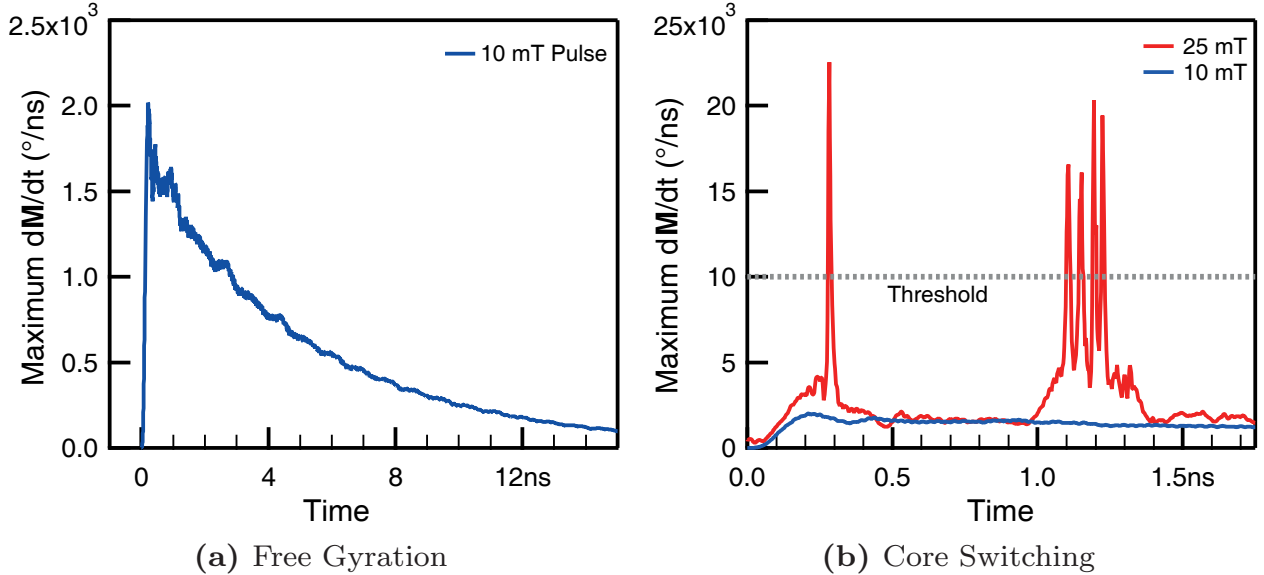 2.5x10³
2.0
1.5
1.0
0.5
0.0
Maximum dM/dt (°/ns)
10 mT Pulse
0
4
8
12ns
Time
(a) Free Gyration
25x10³
20
15
10
5
0
Maximum dM/dt (°/ns)
25 mT
10 mT
Threshold
0.0
0.5
1.0
1.5ns
Time
(b) Core Switching